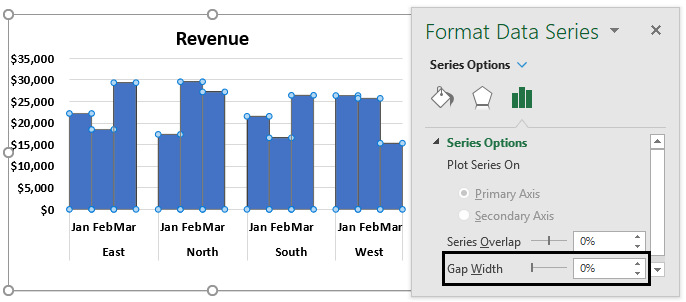 Revenue
$35,000
$30,000
$25,000
$20,000
$15,000
$10,000
$5,000
$0
Jan Feb Mar Jan Feb Mar Jan Feb Mar Jan Feb Mar
East North South West
Format Data Series
Series Options
Series Options
Plot Series On
Primary Axis
Secondary Axis
Series Overlap 0%
Gap Width 0%